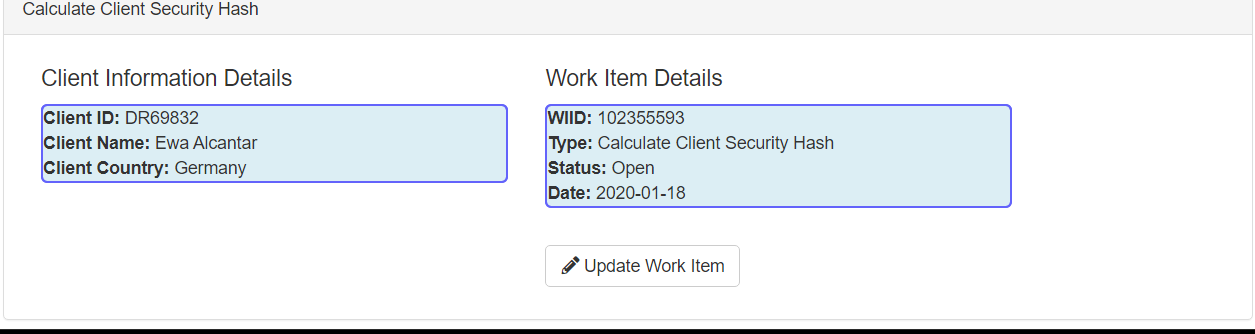 Calculate Client Security Hash
Client Information Details
Client ID: DR69832
Client Name: Ewa Alcantar
Client Country: Germany
Work Item Details
WIID: 102355593
Type: Calculate Client Security Hash
Status: Open
Date: 2020-01-18
Update Work Item